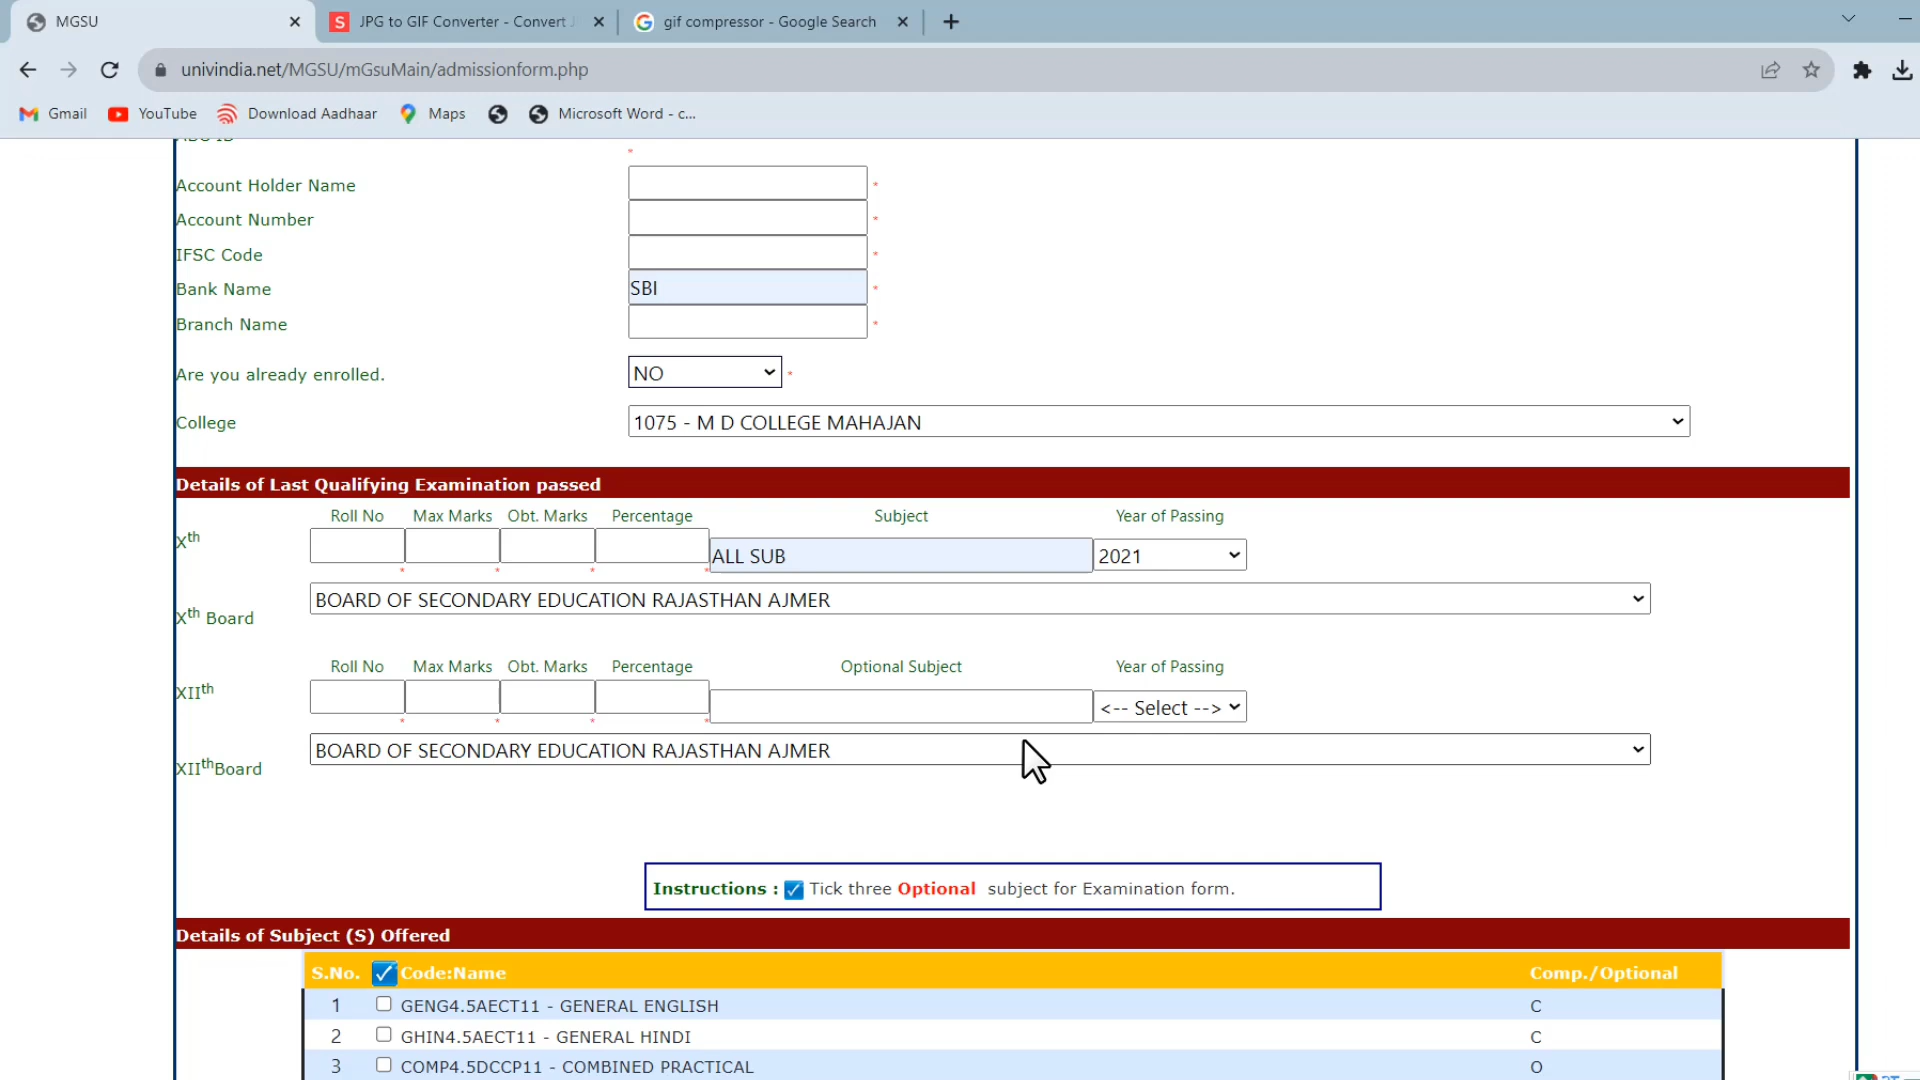 MGSU
S JPG to GIF Converter - Convert
gif compressor - Google Search
univindia.net/MGSU/mGsuMain/admissionform.php
Gmail
YouTube
Download Aadhaar
Maps
Microsoft Word - c...
*
Account Holder Name *
Account Number *
IFSC Code *
Bank Name SBI *
Branch Name *
Are you already enrolled. NO *
College 1075 - M D COLLEGE MAHAJAN
Details of Last Qualifying Examination passed
Roll No Max Marks Obt. Marks Percentage Subject Year of Passing
Xth ALL SUB 2021
* * * *
Xth Board BOARD OF SECONDARY EDUCATION RAJASTHAN AJMER
Roll No Max Marks Obt. Marks Percentage Optional Subject Year of Passing
XIIth <-- Select -->
* * * *
XIIthBoard BOARD OF SECONDARY EDUCATION RAJASTHAN AJMER
Instructions : Tick three Optional subject for Examination form.
Details of Subject (S) Offered
S.No. Code:Name Comp./Optional
1 GENG4.5AECT11 - GENERAL ENGLISH C
2 GHIN4.5AECT11 - GENERAL HINDI C
3 COMP4.5DCCP11 - COMBINED PRACTICAL O